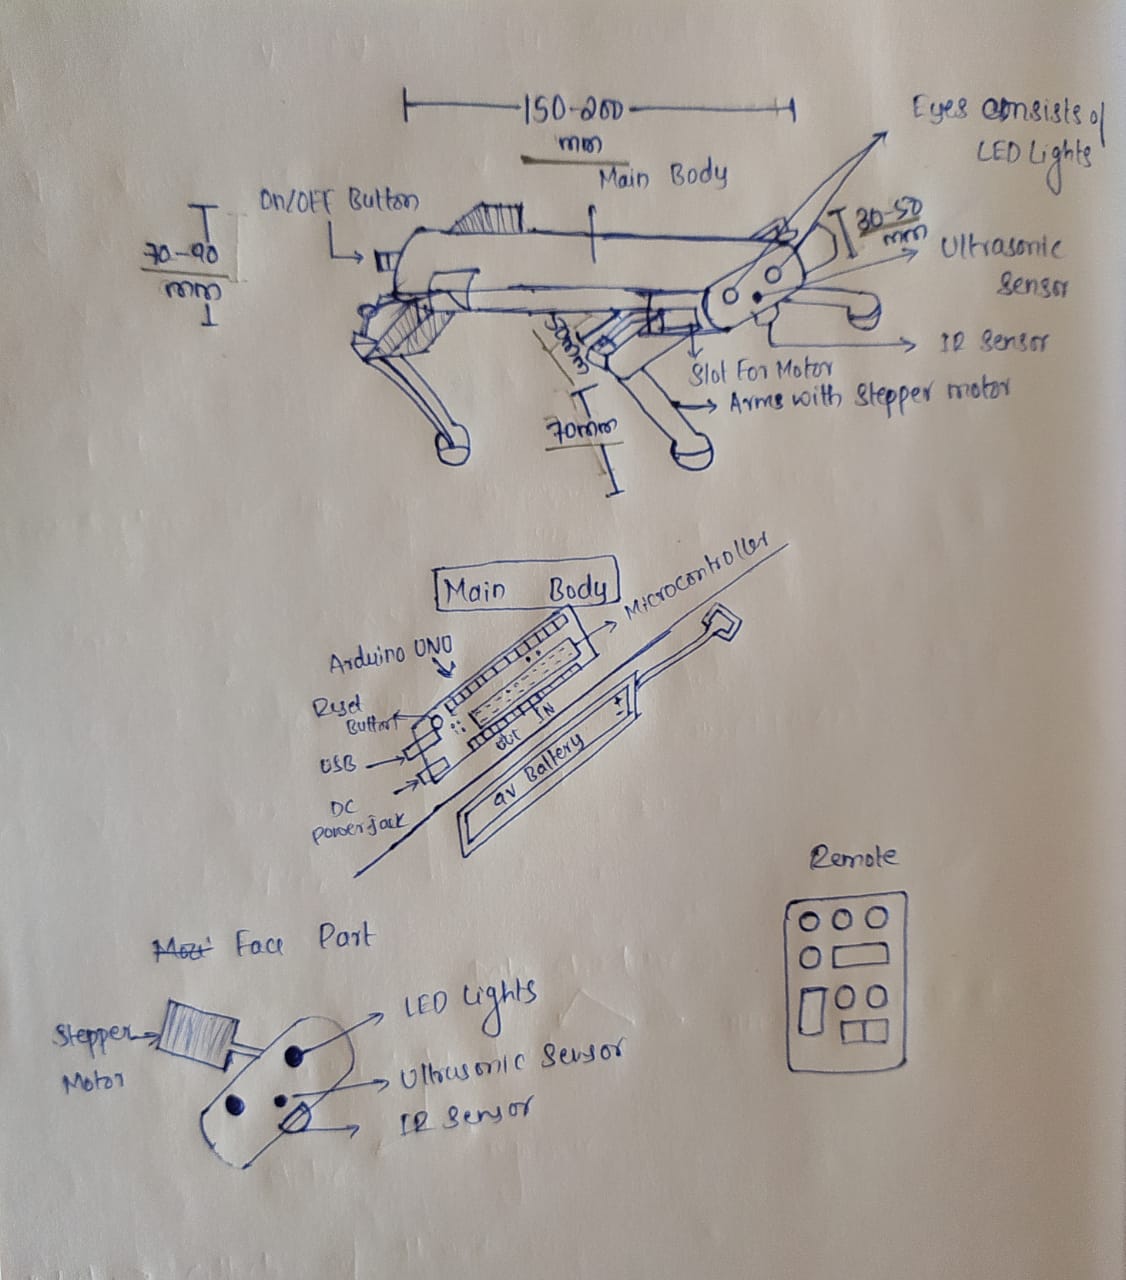 150-200
mm
Eyes consists of
LED Lights
Main Body
On/OFF Button
30-50
mm
70-90
mm
Ultrasonic
Sensor
IR Sensor
50mm
Slot For Motor
Arms with Stepper motor
70mm
Main Body
Microcontroller
Arduino UNO
Reset
Button
USB
DC
power jack
OUT IN
+
-
9V Battery
Remote
Face Part
LED Lights
Stepper
Motor
Ultrasonic Sensor
IR Sensor